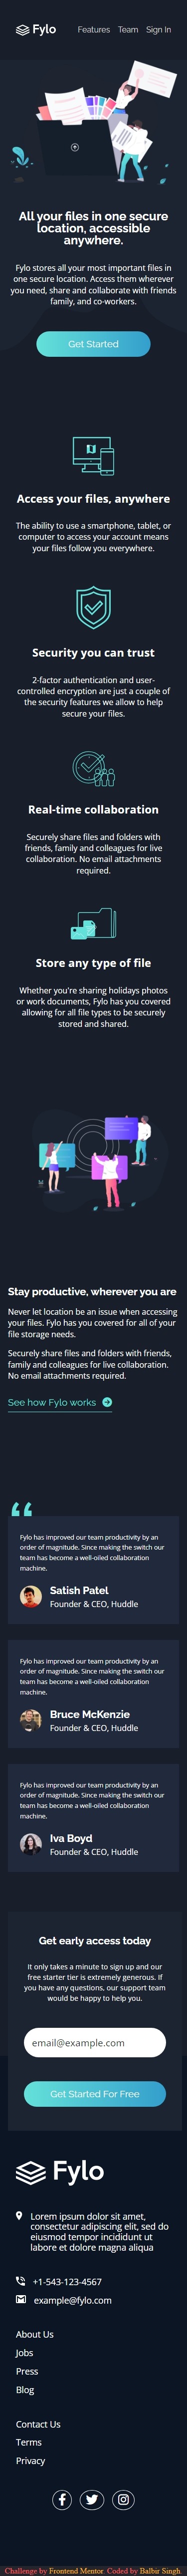 Fylo Features Team Sign In
All your files in one secure
location, accessible
anywhere.
Fylo stores all your most important files in
one secure location. Access them wherever
you need, share and collaborate with friends
family, and co-workers.
Get Started
Access your files, anywhere
The ability to use a smartphone, tablet, or
computer to access your account means
your files follow you everywhere.
Security you can trust
2-factor authentication and user-
controlled encryption are just a couple of
the security features we allow to help
secure your files.
Real-time collaboration
Securely share files and folders with
friends, family and colleagues for live
collaboration. No email attachments
required.
Store any type of file
Whether you're sharing holidays photos
or work documents, Fylo has you covered
allowing for all file types to be securely
stored and shared.
Stay productive, wherever you are
Never let location be an issue when accessing
your files. Fylo has you covered for all of your
file storage needs.
Securely share files and folders with friends,
family and colleagues for live collaboration.
No email attachments required.
See how Fylo works
Fylo has improved our team productivity by an
order of magnitude. Since making the switch our
team has become a well-oiled collaboration
machine.
Satish Patel
Founder & CEO, Huddle
Fylo has improved our team productivity by an
order of magnitude. Since making the switch our
team has become a well-oiled collaboration
machine.
Bruce McKenzie
Founder & CEO, Huddle
Fylo has improved our team productivity by an
order of magnitude. Since making the switch our
team has become a well-oiled collaboration
machine.
Iva Boyd
Founder & CEO, Huddle
Get early access today
It only takes a minute to sign up and our
free starter tier is extremely generous. If
you have any questions, our support team
would be happy to help you.
email@example.com
Get Started For Free
Fylo
Lorem ipsum dolor sit amet,
consectetur adipiscing elit, sed do
eiusmod tempor incididunt ut
labore et dolore magna aliqua
+1-543-123-4567
example@fylo.com
About Us
Jobs
Press
Blog
Contact Us
Terms
Privacy
Challenge by Frontend Mentor. Coded by Balbir Singh